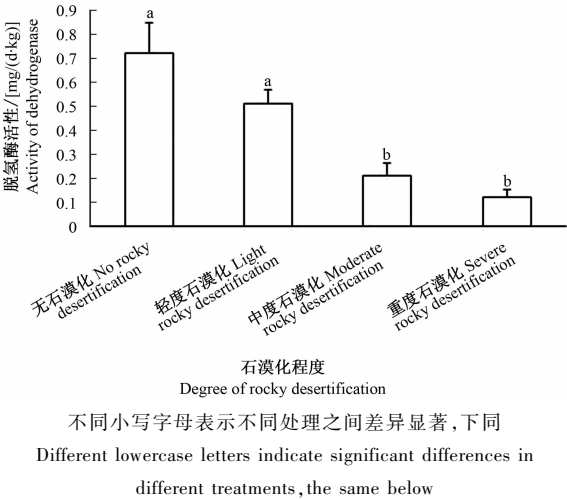 脱氢酶活性/[mg/(d·kg)]
Activity of dehydrogenase
0.9
0.8
0.7
0.6
0.5
0.4
0.3
0.2
0.1
0
a
a
b
b
无石漠化 No rocky
desertification
轻度石漠化 Light
rocky desertification
中度石漠化 Moderate
rocky desertification
重度石漠化 Severe
rocky desertification
石漠化程度
Degree of rocky desertification
不同小写字母表示不同处理之间差异显著,下同
Different lowercase letters indicate significant differences in
different treatments,the same below